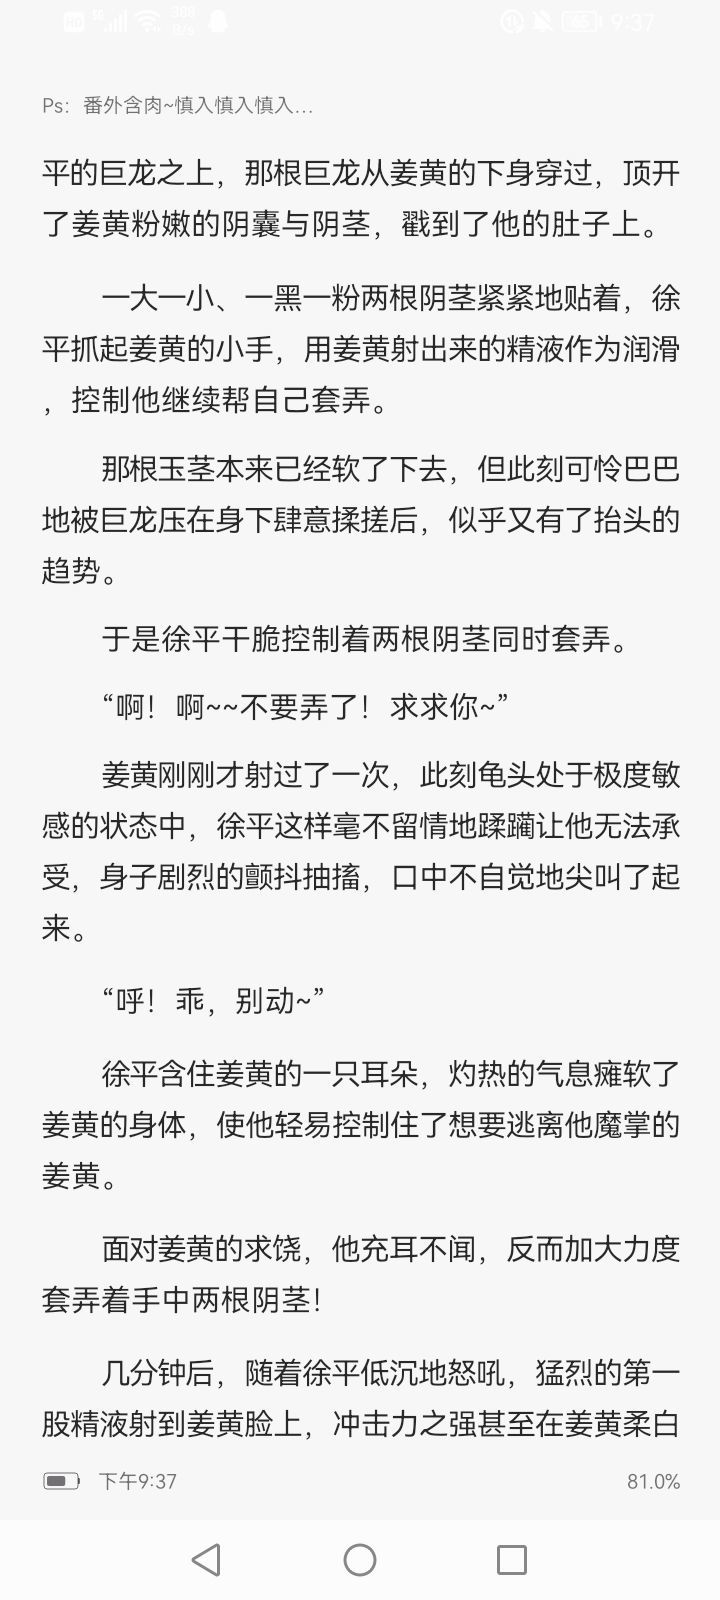 HD 5G 308 B/s 65 9:37
Ps：番外含肉~慎入慎入慎入...
平的巨龙之上，那根巨龙从姜黄的下身穿过，顶开
了姜黄粉嫩的阴囊与阴茎，戳到了他的肚子上。
一大一小、一黑一粉两根阴茎紧紧地贴着，徐
平抓起姜黄的小手，用姜黄射出来的精液作为润滑
，控制他继续帮自己套弄。
那根玉茎本来已经软了下去，但此刻可怜巴巴
地被巨龙压在身下肆意揉搓后，似乎又有了抬头的
趋势。
于是徐平干脆控制着两根阴茎同时套弄。
“啊！啊~~不要弄了！求求你~”
姜黄刚刚才射过了一次，此刻龟头处于极度敏
感的状态中，徐平这样毫不留情地蹂躏让他无法承
受，身子剧烈的颤抖抽搐，口中不自觉地尖叫了起
来。
“呼！乖，别动~”
徐平含住姜黄的一只耳朵，灼热的气息瘫软了
姜黄的身体，使他轻易控制住了想要逃离他魔掌的
姜黄。
面对姜黄的求饶，他充耳不闻，反而加大力度
套弄着手中两根阴茎！
几分钟后，随着徐平低沉地怒吼，猛烈的第一
股精液射到姜黄脸上，冲击力之强甚至在姜黄柔白
下午9:37 81.0%